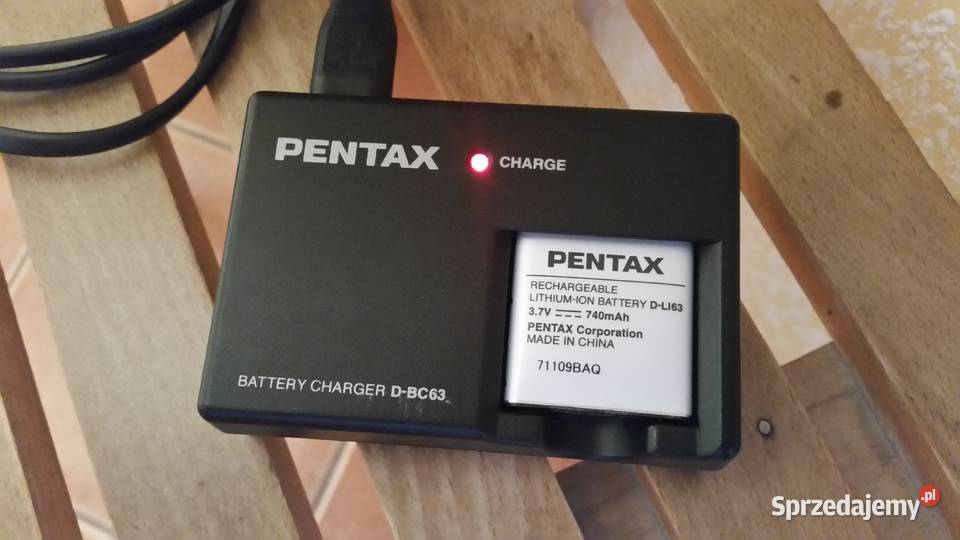 PENTAX
CHARGE
PENTAX
RECHARGEABLE
LITHIUM-ION BATTERY D-LI63
3.7V ⎓ 740mAh
PENTAX Corporation
MADE IN CHINA
71109BAQ
BATTERY CHARGER D-BC63
Sprzedajemy.pl